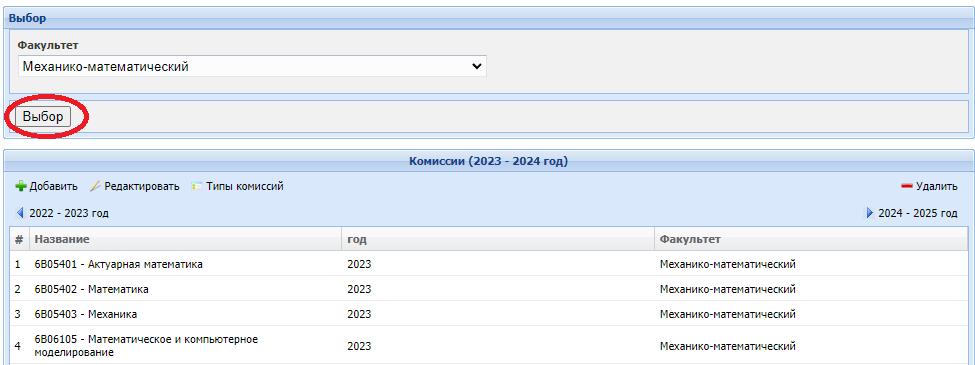 Выбор
Факультет
Механико-математический
Выбор
Комиссии (2023 - 2024 год)
Добавить Редактировать Типы комиссий Удалить
2022 - 2023 год 2024 - 2025 год
# Название год Факультет
1 6B05401 - Актуарная математика 2023 Механико-математический
2 6B05402 - Математика 2023 Механико-математический
3 6B05403 - Механика 2023 Механико-математический
4 6B06105 - Математическое и компьютерное моделирование 2023 Механико-математический